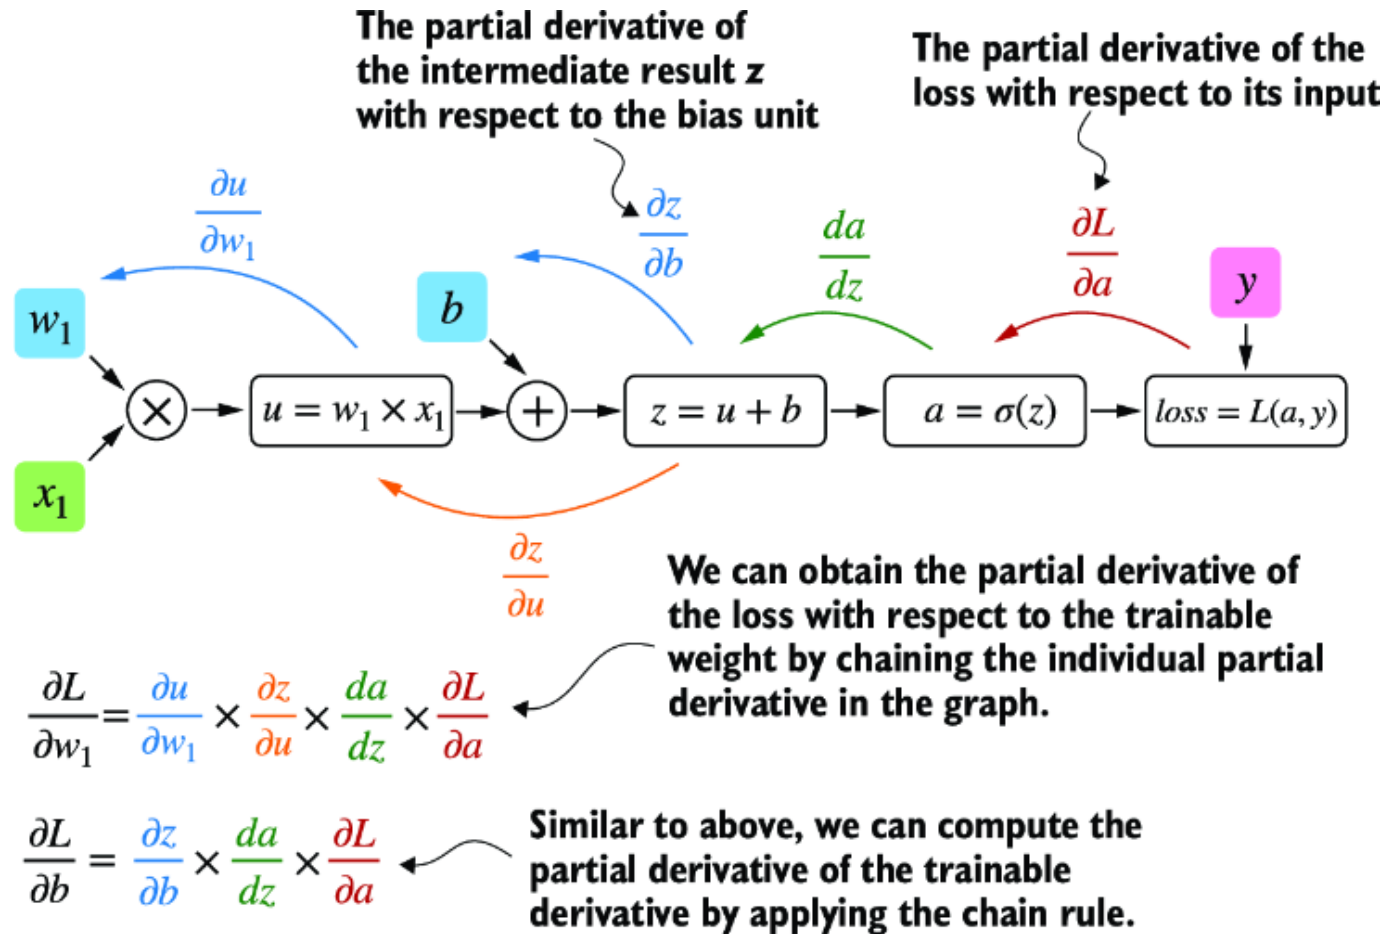 The partial derivative of
the intermediate result z
with respect to the bias unit
The partial derivative of the
loss with respect to its input
∂u/∂w₁
∂z/∂b
da/dz
∂L/∂a
w₁
b
y
×
u = w₁ × x₁
+
z = u + b
a = σ(z)
loss = L(a, y)
x₁
∂z/∂u
We can obtain the partial derivative of
the loss with respect to the trainable
weight by chaining the individual partial
derivative in the graph.
∂L/∂w₁ = ∂u/∂w₁ × ∂z/∂u × da/dz × ∂L/∂a
∂L/∂b = ∂z/∂b × da/dz × ∂L/∂a
Similar to above, we can compute the
partial derivative of the trainable
derivative by applying the chain rule.